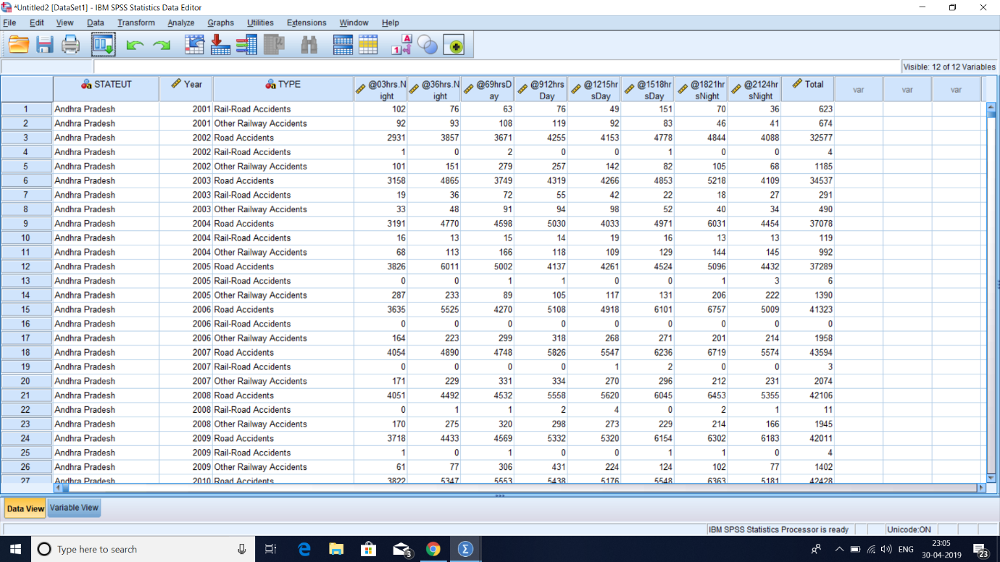 *Untitled2 [DataSet1] - IBM SPSS Statistics Data Editor
File Edit View Data Transform Analyze Graphs Utilities Extensions Window Help
Visible: 12 of 12 Variables
STATEUT Year TYPE @03hrs.Night @36hrs.Night @69hrsDay @912hrsDay @1215hrsDay @1518hrsDay @1821hrsNight @2124hrsNight Total var var var
1 Andhra Pradesh 2001 Rail-Road Accidents 102 76 63 76 49 151 70 36 623
2 Andhra Pradesh 2001 Other Railway Accidents 92 93 108 119 92 83 46 41 674
3 Andhra Pradesh 2002 Road Accidents 2931 3857 3671 4255 4153 4778 4844 4088 32577
4 Andhra Pradesh 2002 Rail-Road Accidents 1 0 2 0 0 1 0 0 4
5 Andhra Pradesh 2002 Other Railway Accidents 101 151 279 257 142 82 105 68 1185
6 Andhra Pradesh 2003 Road Accidents 3158 4865 3749 4319 4266 4853 5218 4109 34537
7 Andhra Pradesh 2003 Rail-Road Accidents 19 36 72 55 42 22 18 27 291
8 Andhra Pradesh 2003 Other Railway Accidents 33 48 91 94 98 52 40 34 490
9 Andhra Pradesh 2004 Road Accidents 3191 4770 4598 5030 4033 4971 6031 4454 37078
10 Andhra Pradesh 2004 Rail-Road Accidents 16 13 15 14 19 16 13 13 119
11 Andhra Pradesh 2004 Other Railway Accidents 68 113 166 118 109 129 144 145 992
12 Andhra Pradesh 2005 Road Accidents 3826 6011 5002 4137 4261 4524 5096 4432 37289
13 Andhra Pradesh 2005 Rail-Road Accidents 0 0 1 1 0 0 1 3 6
14 Andhra Pradesh 2005 Other Railway Accidents 287 233 89 105 117 131 206 222 1390
15 Andhra Pradesh 2006 Road Accidents 3635 5525 4270 5108 4918 6101 6757 5009 41323
16 Andhra Pradesh 2006 Rail-Road Accidents 0 0 0 0 0 0 0 0 0
17 Andhra Pradesh 2006 Other Railway Accidents 164 223 299 318 268 271 201 214 1958
18 Andhra Pradesh 2007 Road Accidents 4054 4890 4748 5826 5547 6236 6719 5574 43594
19 Andhra Pradesh 2007 Rail-Road Accidents 0 0 0 0 1 2 0 0 3
20 Andhra Pradesh 2007 Other Railway Accidents 171 229 331 334 270 296 212 231 2074
21 Andhra Pradesh 2008 Road Accidents 4051 4492 4532 5558 5620 6045 6453 5355 42106
22 Andhra Pradesh 2008 Rail-Road Accidents 0 1 1 2 4 0 2 1 11
23 Andhra Pradesh 2008 Other Railway Accidents 170 275 320 298 273 229 214 166 1945
24 Andhra Pradesh 2009 Road Accidents 3718 4433 4569 5332 5320 6154 6302 6183 42011
25 Andhra Pradesh 2009 Rail-Road Accidents 1 0 1 0 0 1 1 0 4
26 Andhra Pradesh 2009 Other Railway Accidents 61 77 306 431 224 124 102 77 1402
27 Andhra Pradesh 2010 Road Accidents 3822 5347 5553 5438 5176 5548 6363 5181 42428
Data View Variable View
IBM SPSS Statistics Processor is ready Unicode:ON
Type here to search 3 ENG 23:05 23
30-04-2019